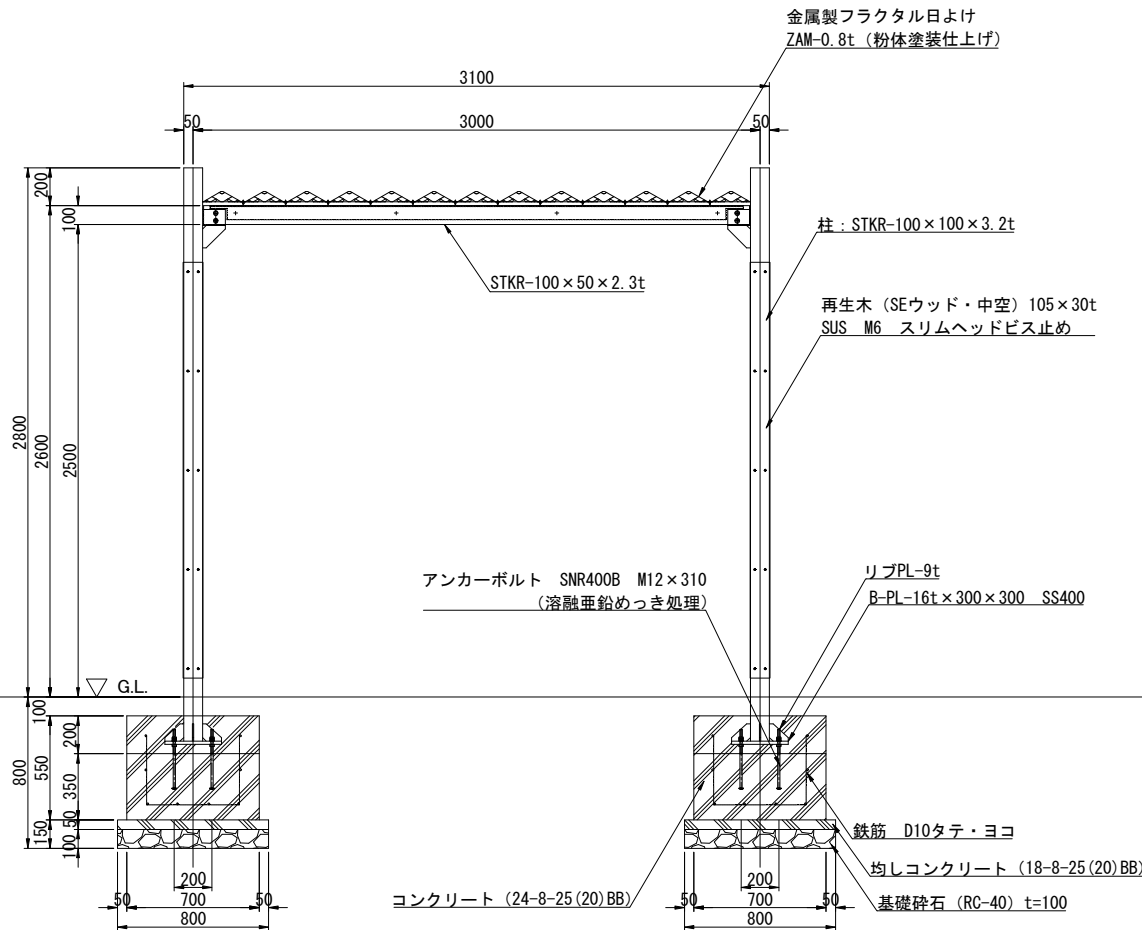 金属製フラクタル日よけ
ZAM-0.8t（粉体塗装仕上げ）
3100
50
3000
50
200
100
柱：STKR-100×100×3.2t
STKR-100×50×2.3t
再生木（SEウッド・中空）105×30t
SUS　M6　スリムヘッドビス止め
2800
2600
2500
アンカーボルト　SNR400B　M12×310
（溶融亜鉛めっき処理）
リブPL-9t
B-PL-16t×300×300　SS400
G.L.
100
200
800
550
350
50
150
100
鉄筋　D10タテ・ヨコ
均しコンクリート（18-8-25(20)BB）
基礎砕石（RC-40）t=100
コンクリート（24-8-25(20)BB）
200
50
700
50
800
200
50
700
50
800